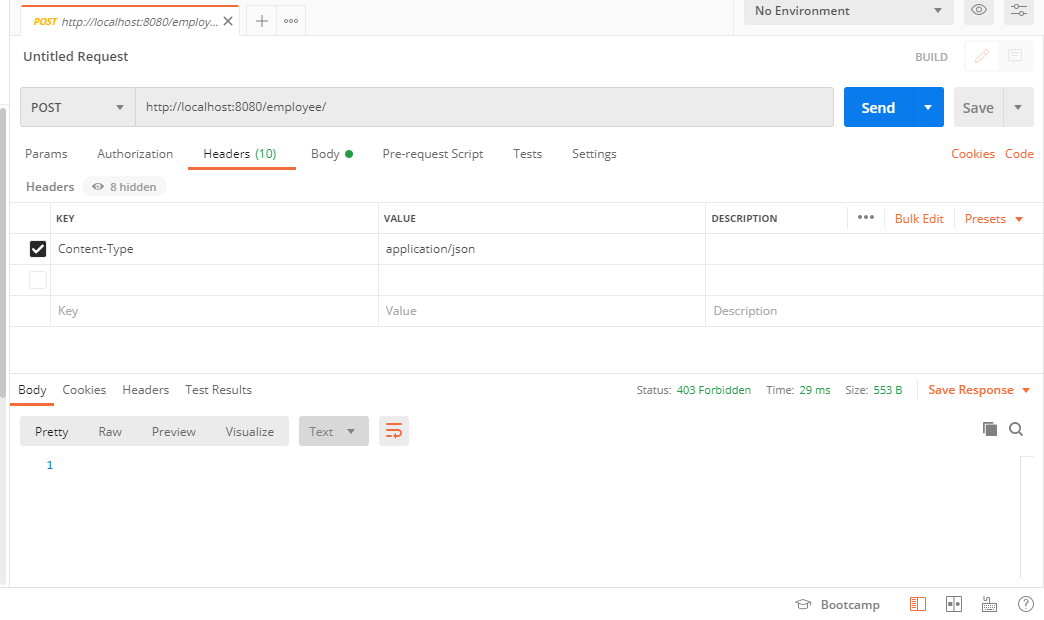 POST http://localhost:8080/employ...
No Environment
Untitled Request
BUILD
POST http://localhost:8080/employee/ Send Save
Params Authorization Headers (10) Body Pre-request Script Tests Settings Cookies Code
Headers 8 hidden
KEY VALUE DESCRIPTION Bulk Edit Presets
Content-Type application/json
Key Value Description
Body Cookies Headers Test Results Status: 403 Forbidden Time: 29 ms Size: 553 B Save Response
Pretty Raw Preview Visualize Text
1
Bootcamp